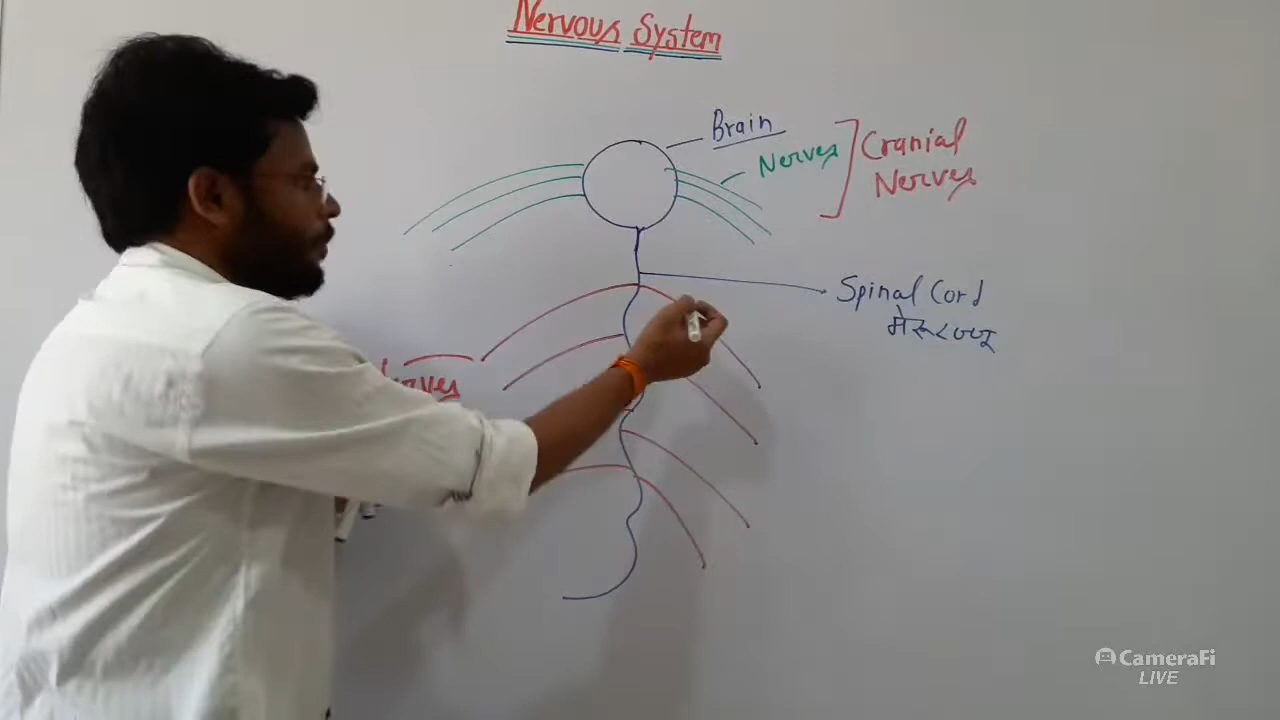 Nervous System
Brain
Nerves
Cranial
Nerves
Spinal Cord
मेरूरज्जू
CameraFi
LIVE